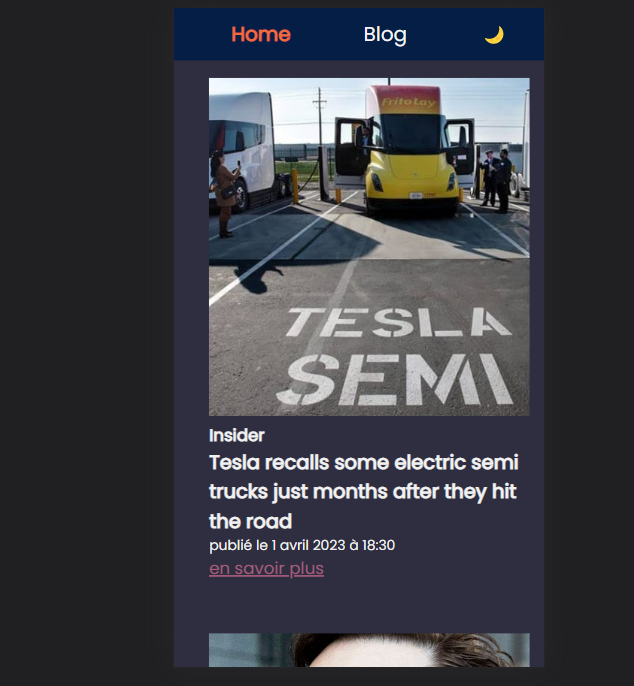 Home
Blog
FritoLay
TESLA
SEMI
Insider
Tesla recalls some electric semi
trucks just months after they hit
the road
publié le 1 avril 2023 à 18:30
en savoir plus